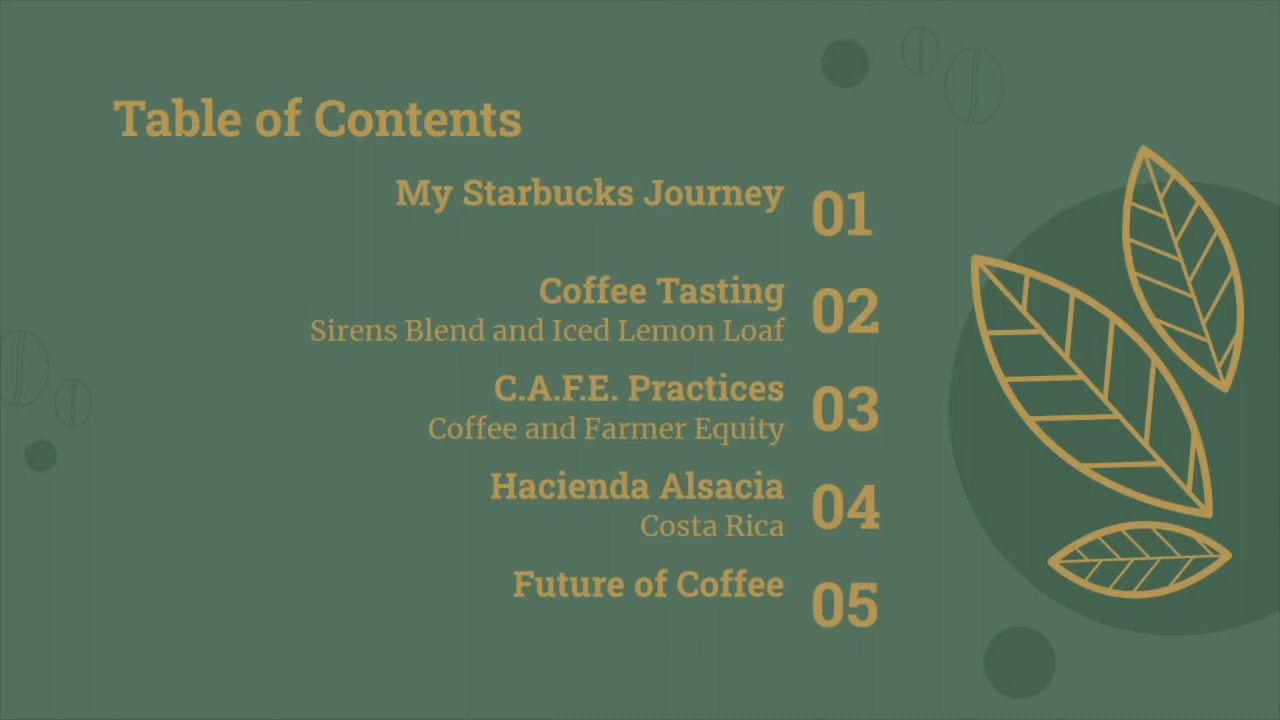 Table of Contents
My Starbucks Journey
01
Coffee Tasting
02
Sirens Blend and Iced Lemon Loaf
C.A.F.E. Practices
03
Coffee and Farmer Equity
Hacienda Alsacia
04
Costa Rica
Future of Coffee
05